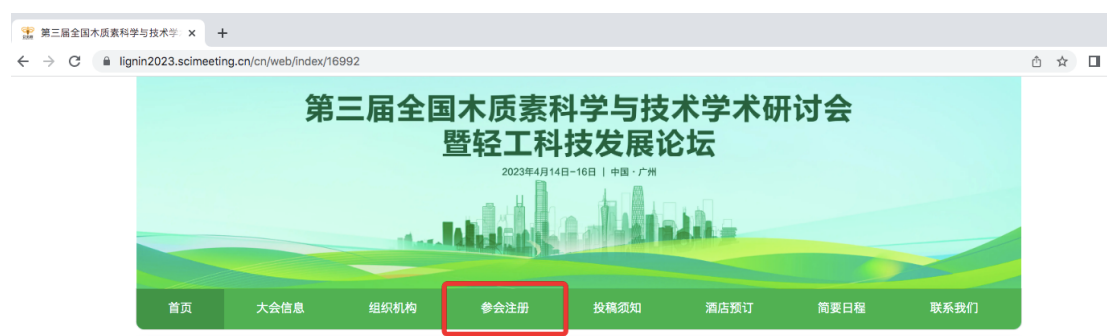 第三届全国木质素科学与技术学
lignin2023.scimeeting.cn/cn/web/index/16992
第三届全国木质素科学与技术学术研讨会
暨轻工科技发展论坛
2023年4月14日-16日 | 中国·广州
首页 大会信息 组织机构 参会注册 投稿须知 酒店预订 简要日程 联系我们